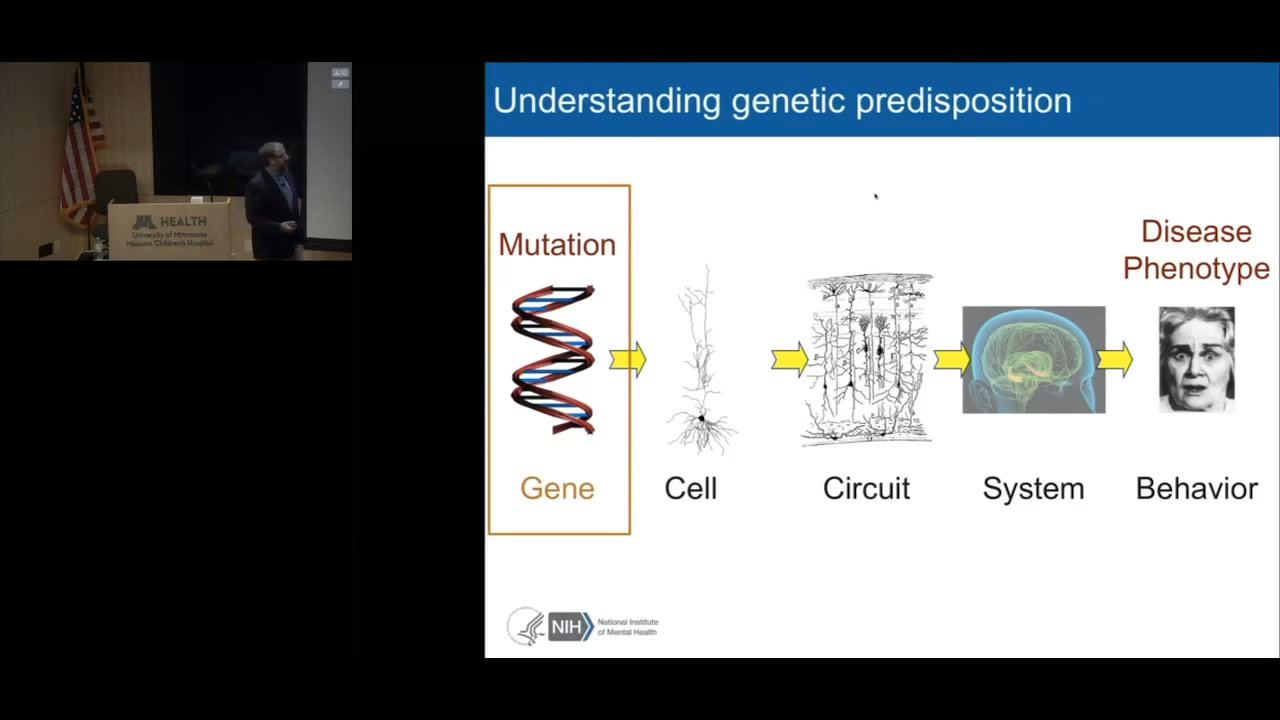 Understanding genetic predisposition
HEALTH
University of Minnesota
Masonic Children's Hospital
Mutation
Disease
Phenotype
Gene
Cell
Circuit
System
Behavior
NIH
National Institute
of Mental Health